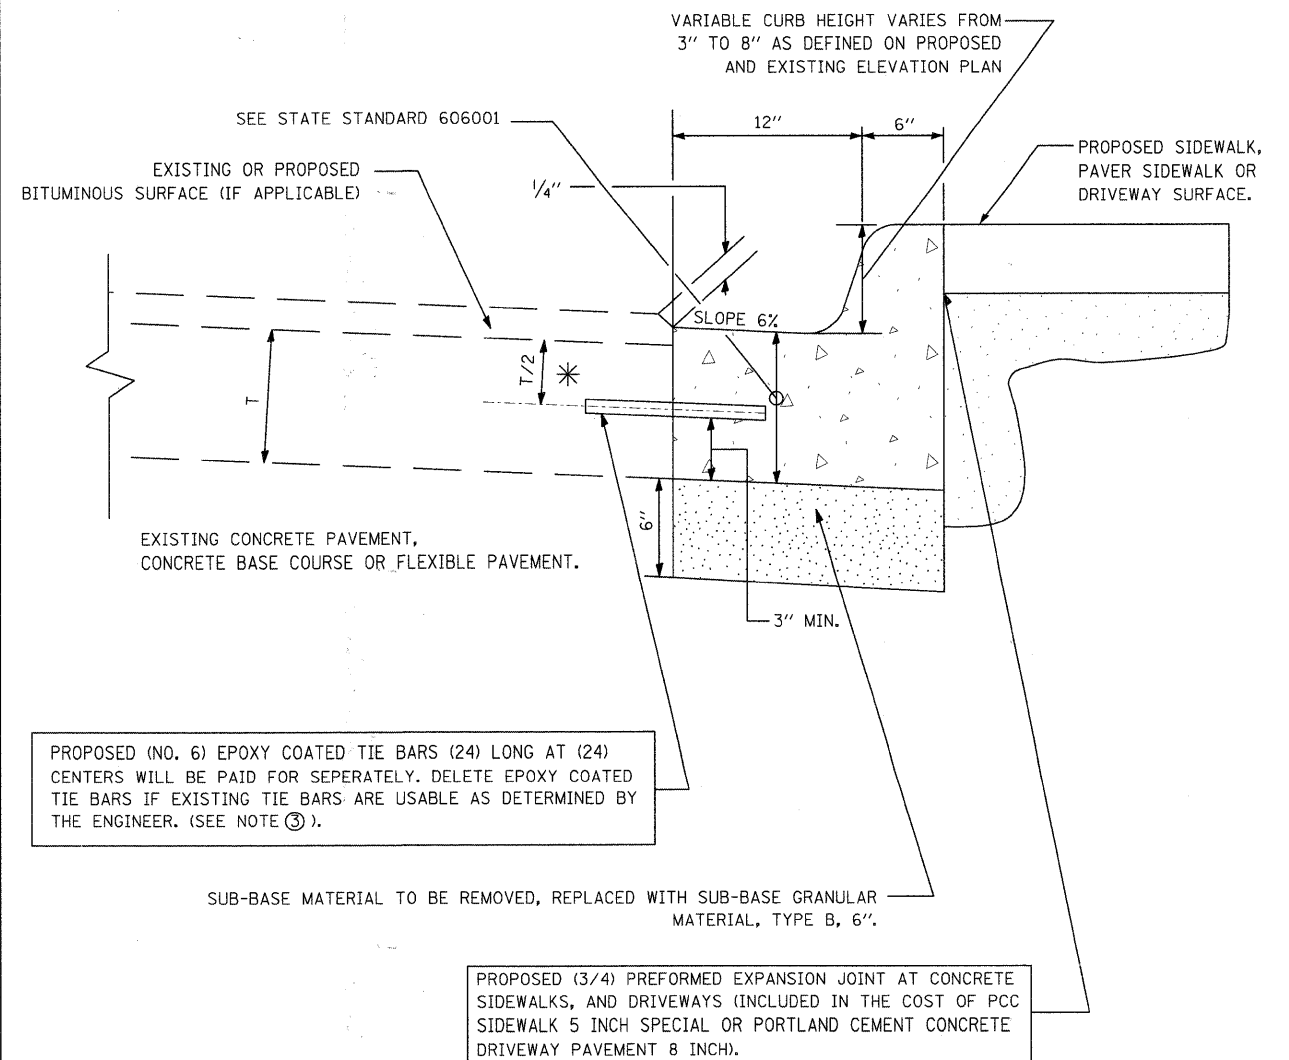 VARIABLE CURB HEIGHT VARIES FROM
3" TO 8" AS DEFINED ON PROPOSED
AND EXISTING ELEVATION PLAN
SEE STATE STANDARD 606001
12"
6"
PROPOSED SIDEWALK,
PAVER SIDEWALK OR
DRIVEWAY SURFACE.
EXISTING OR PROPOSED
BITUMINOUS SURFACE (IF APPLICABLE)
1/4"
SLOPE 6%
T/2
T
6"
EXISTING CONCRETE PAVEMENT,
CONCRETE BASE COURSE OR FLEXIBLE PAVEMENT.
3" MIN.
PROPOSED (NO. 6) EPOXY COATED TIE BARS (24) LONG AT (24)
CENTERS WILL BE PAID FOR SEPERATELY. DELETE EPOXY COATED
TIE BARS IF EXISTING TIE BARS ARE USABLE AS DETERMINED BY
THE ENGINEER. (SEE NOTE ③ ).
SUB-BASE MATERIAL TO BE REMOVED, REPLACED WITH SUB-BASE GRANULAR
MATERIAL, TYPE B, 6".
PROPOSED (3/4) PREFORMED EXPANSION JOINT AT CONCRETE
SIDEWALKS, AND DRIVEWAYS (INCLUDED IN THE COST OF PCC
SIDEWALK 5 INCH SPECIAL OR PORTLAND CEMENT CONCRETE
DRIVEWAY PAVEMENT 8 INCH).